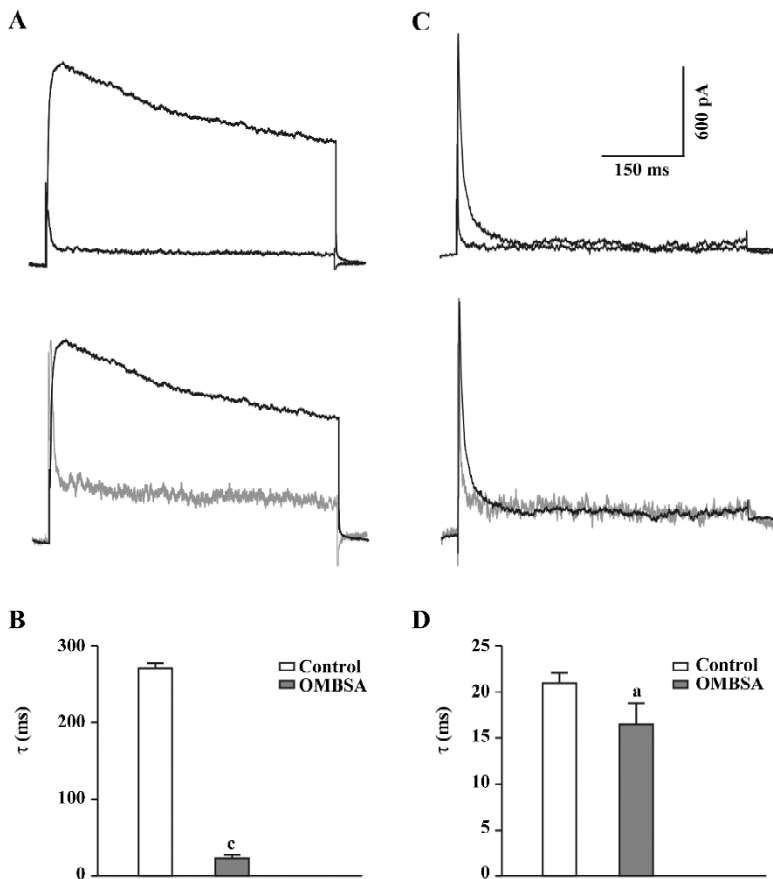 A
C
600 pA
150 ms
B
300
200
100
0
τ (ms)
Control
OMBSA
c
D
25
20
15
10
5
0
τ (ms)
Control
OMBSA
a